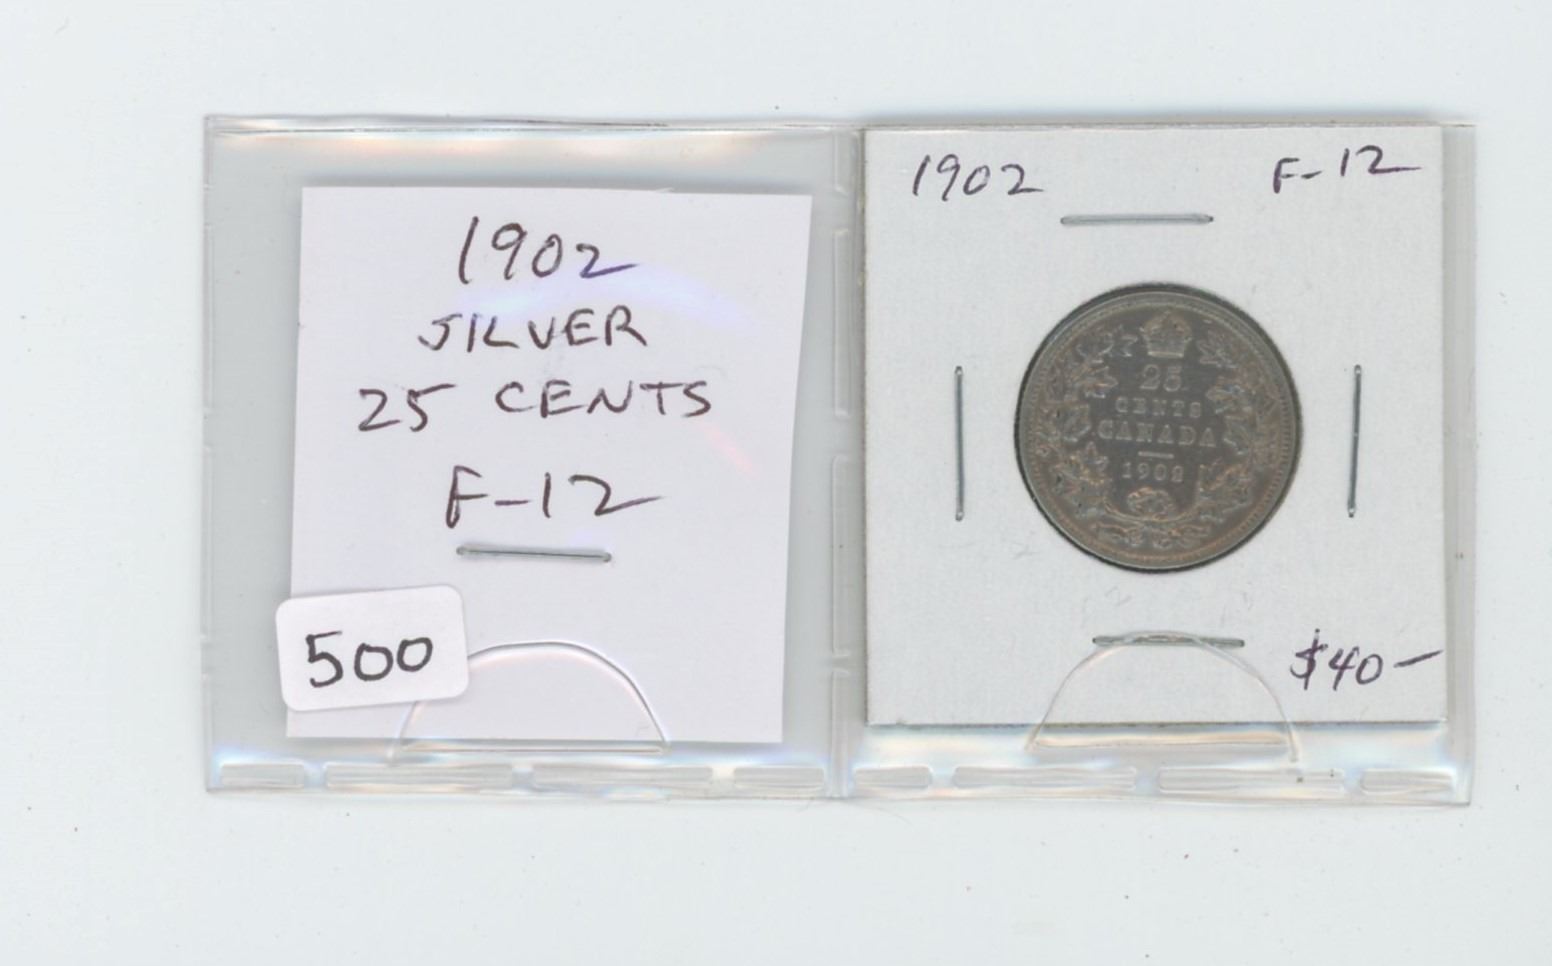 1902
SILVER
25 CENTS
F-12
500
1902 F-12
25
CENTS
CANADA
1902
$40-